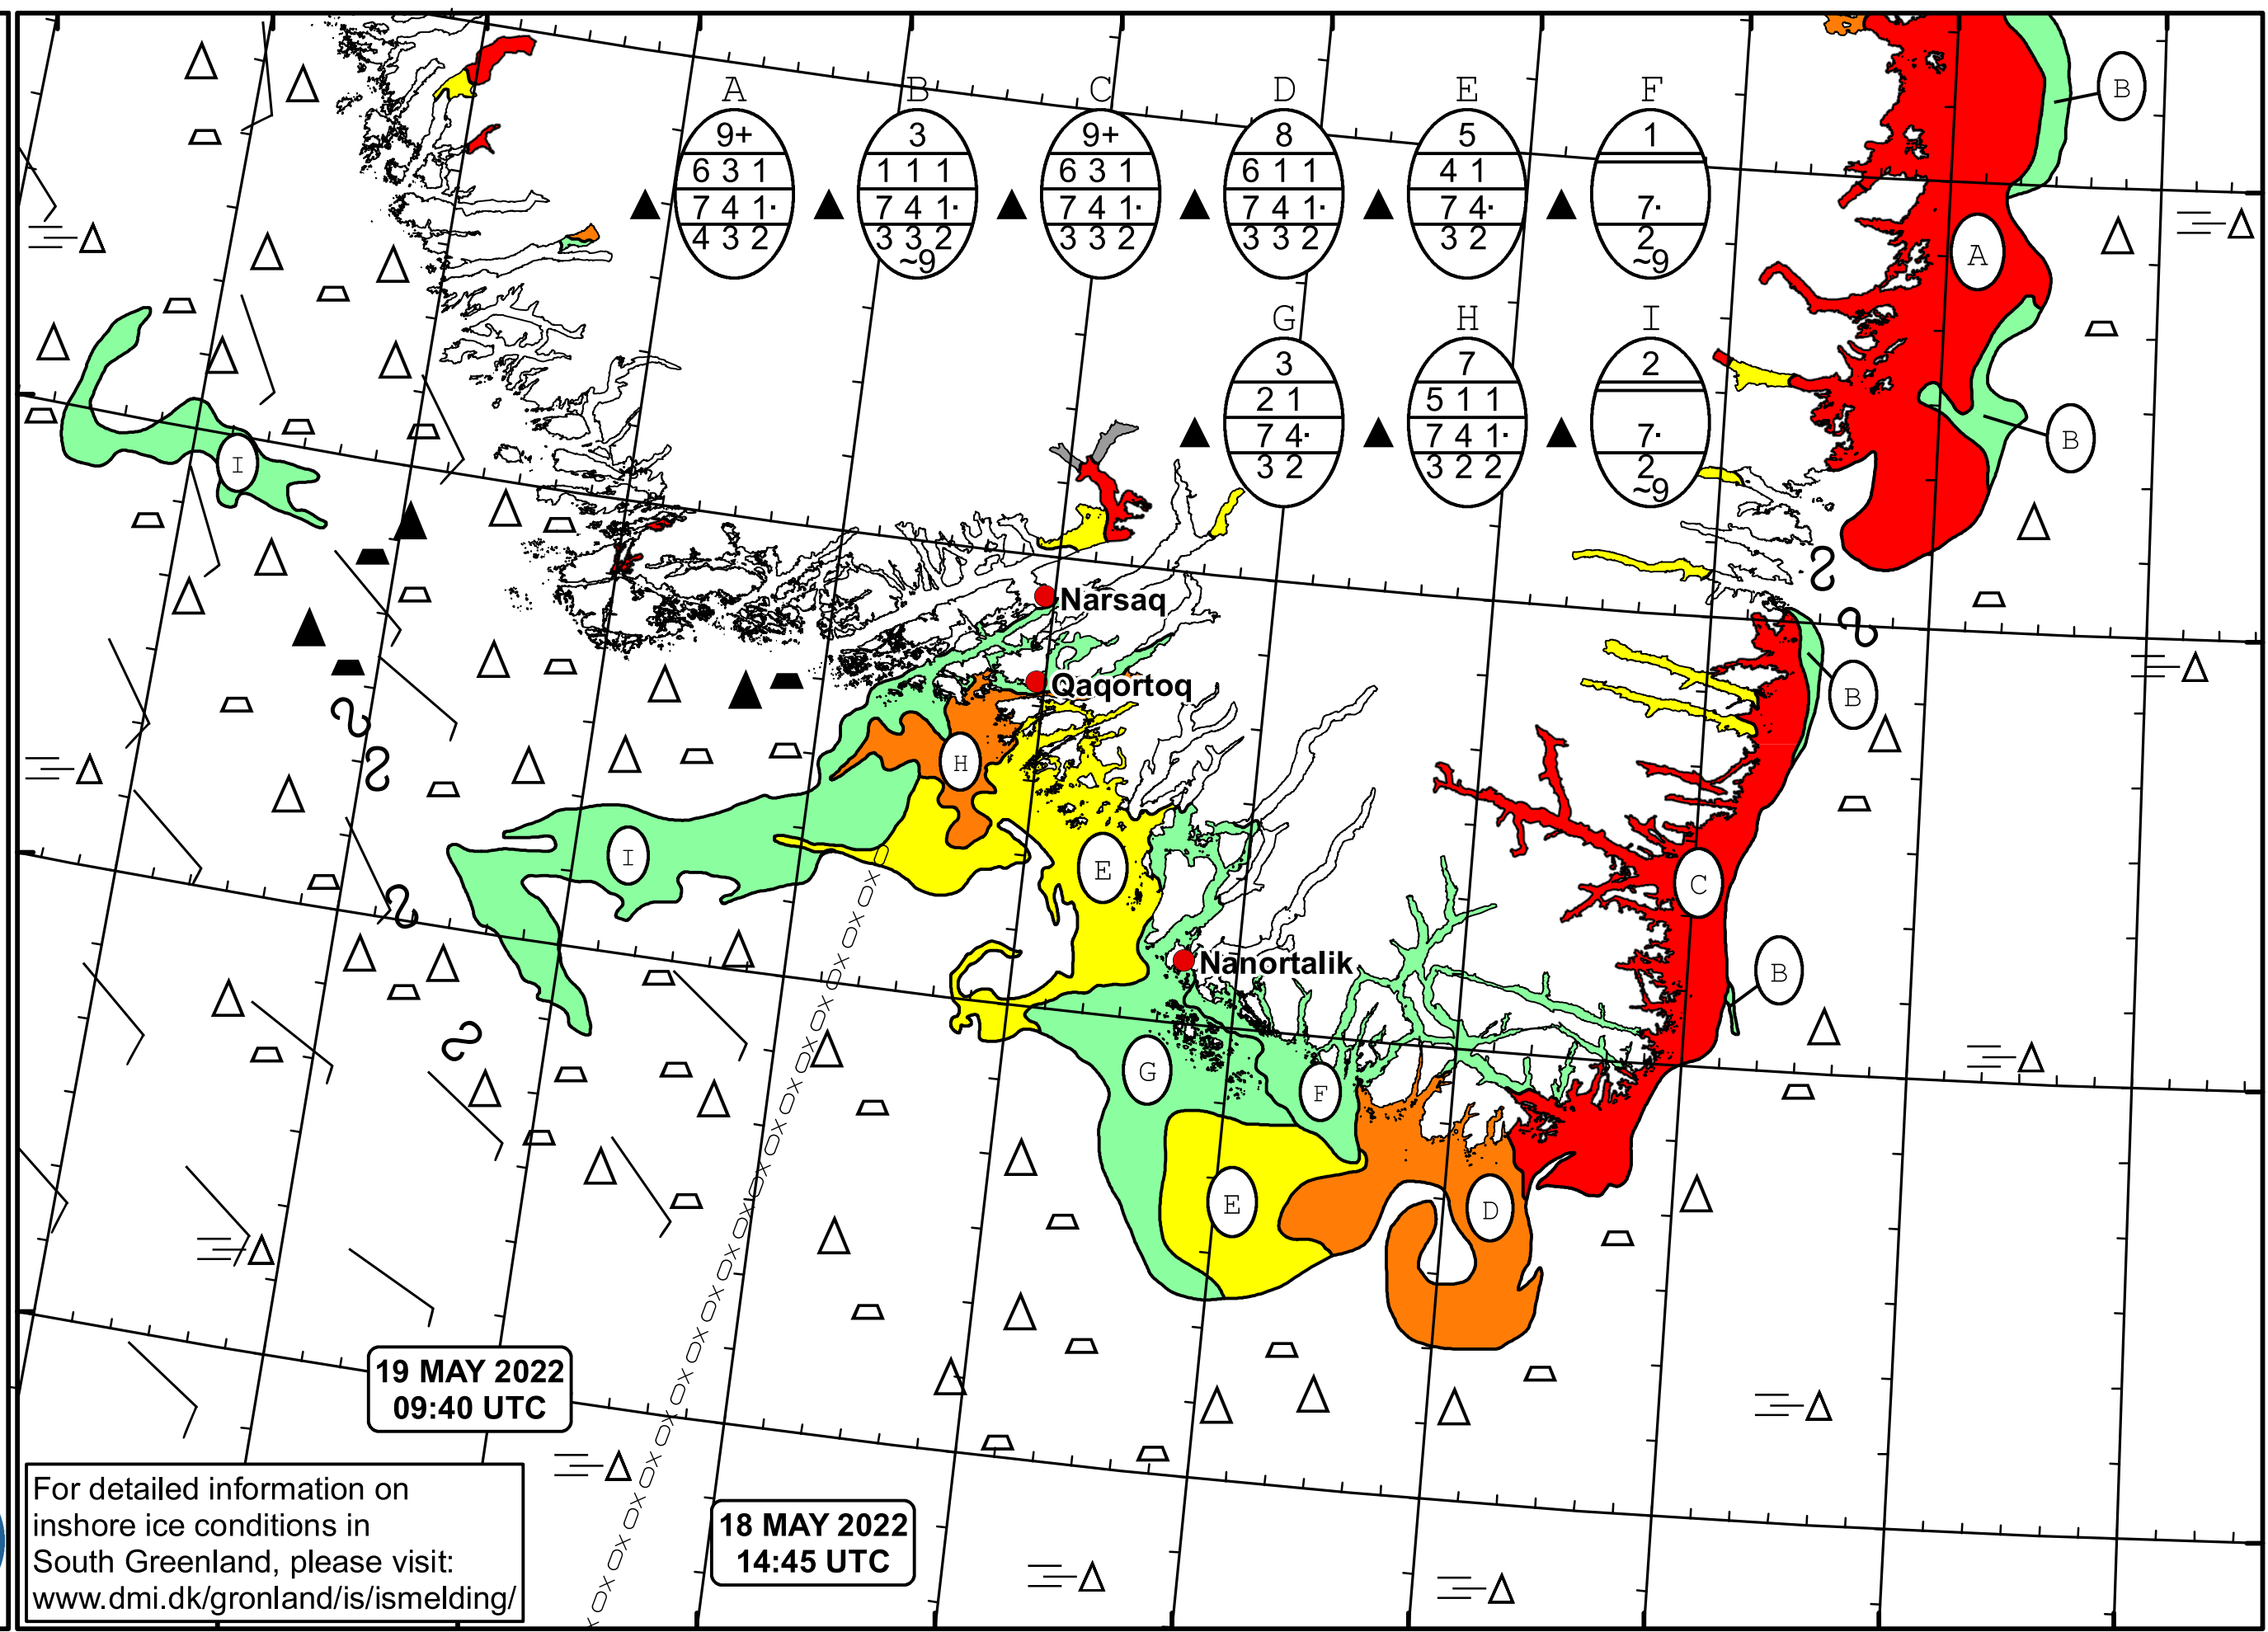 A B C D E F
9+ 3 9+ 8 5 1
6 3 1 1 1 1 6 3 1 6 1 1 4 1
7 4 1· 7 4 1· 7 4 1· 7 4 1· 7 4· 7·
4 3 2 3 3 2 3 3 2 3 3 2 3 2 2
~9 ~9
G H I
3 7 2
2 1 5 1 1
7 4· 7 4 1· 7·
3 2 3 2 2 2
~9
B
A
B
I
Narsaq
Qaqortoq
B
H
I
E
C
Nanortalik
B
G
F
E
D
19 MAY 2022
09:40 UTC
18 MAY 2022
14:45 UTC
For detailed information on
inshore ice conditions in
South Greenland, please visit:
www.dmi.dk/gronland/is/ismelding/